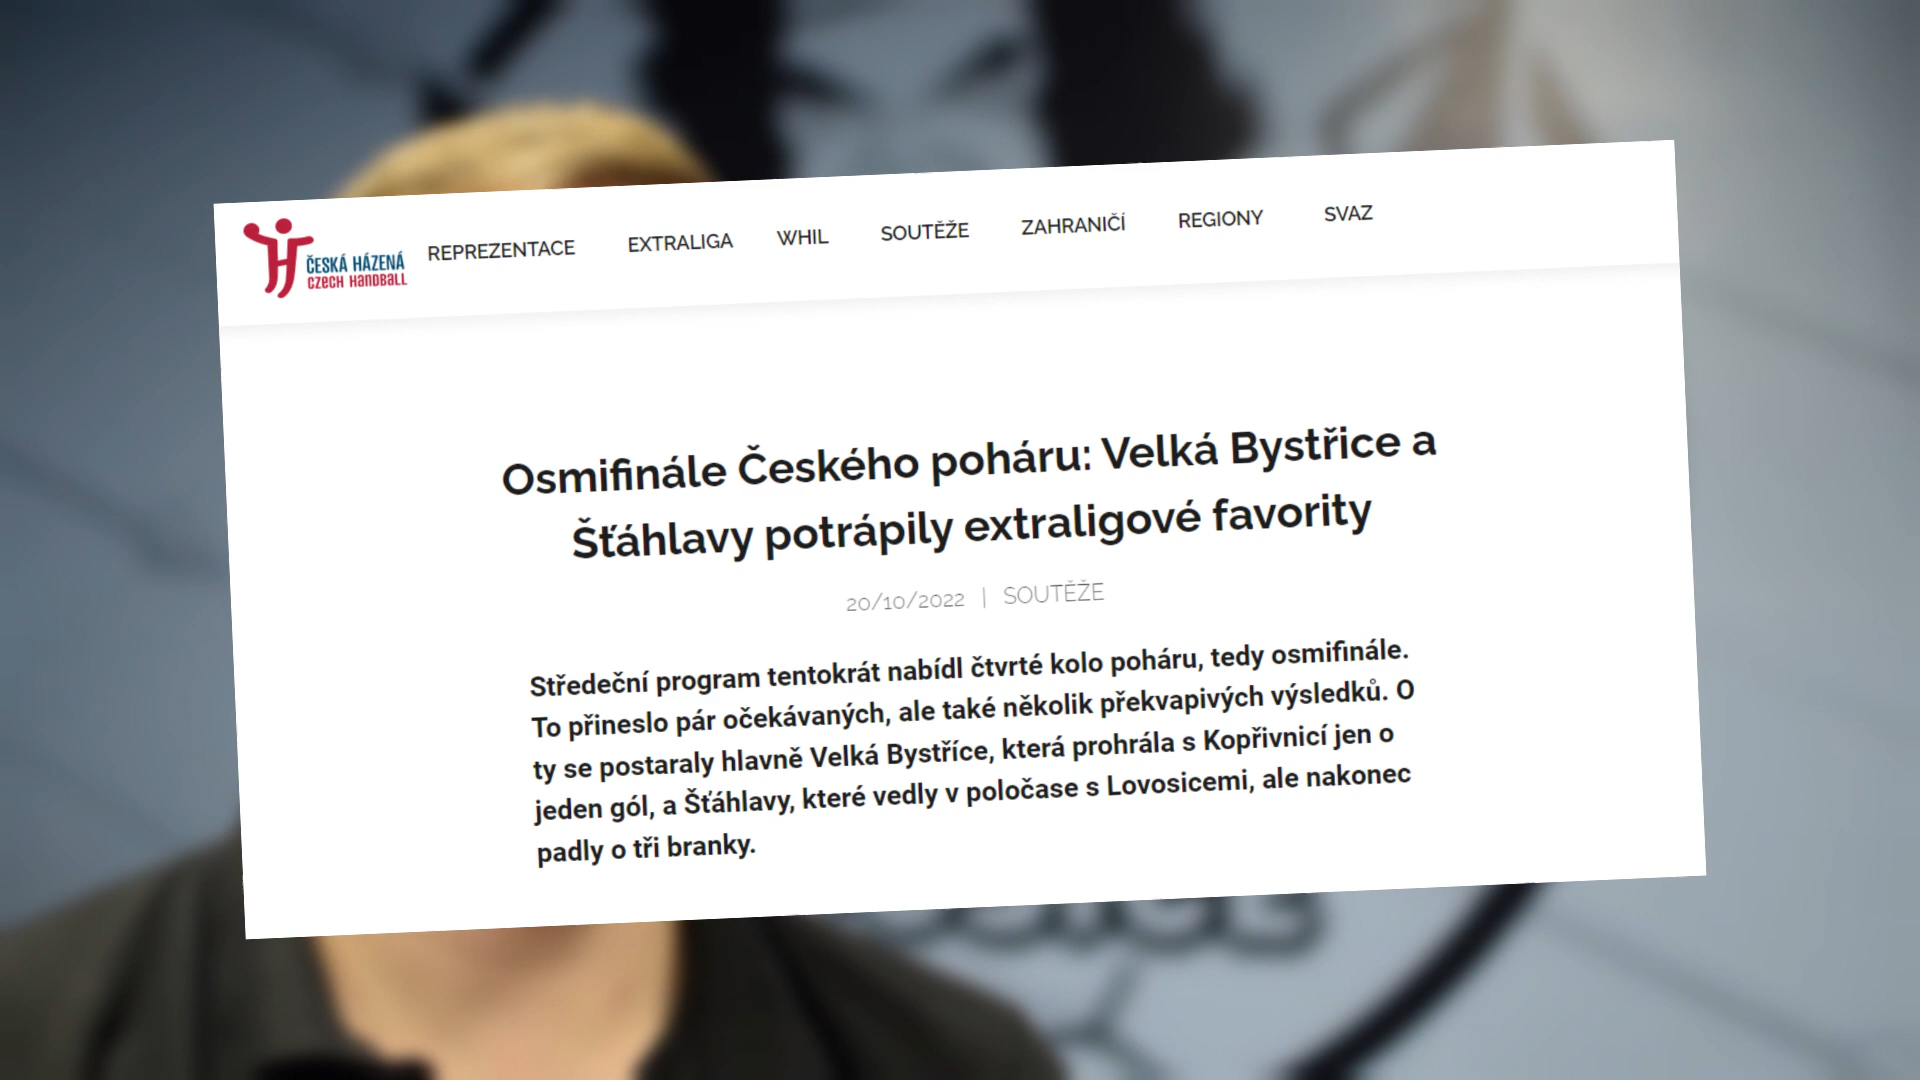 ČESKÁ HÁZENÁ
CZECH HANDBALL
REPREZENTACE EXTRALIGA WHIL SOUTĚŽE ZAHRANIČÍ REGIONY SVAZ
Osmifinále Českého poháru: Velká Bystřice a
Šťáhlavy potrápily extraligové favority
20/10/2022 | SOUTĚŽE
Středeční program tentokrát nabídl čtvrté kolo poháru, tedy osmifinále.
To přineslo pár očekávaných, ale také několik překvapivých výsledků. O
ty se postaraly hlavně Velká Bystříce, která prohrála s Kopřivnicí jen o
jeden gól, a Šťáhlavy, které vedly v poločase s Lovosicemi, ale nakonec
padly o tři branky.